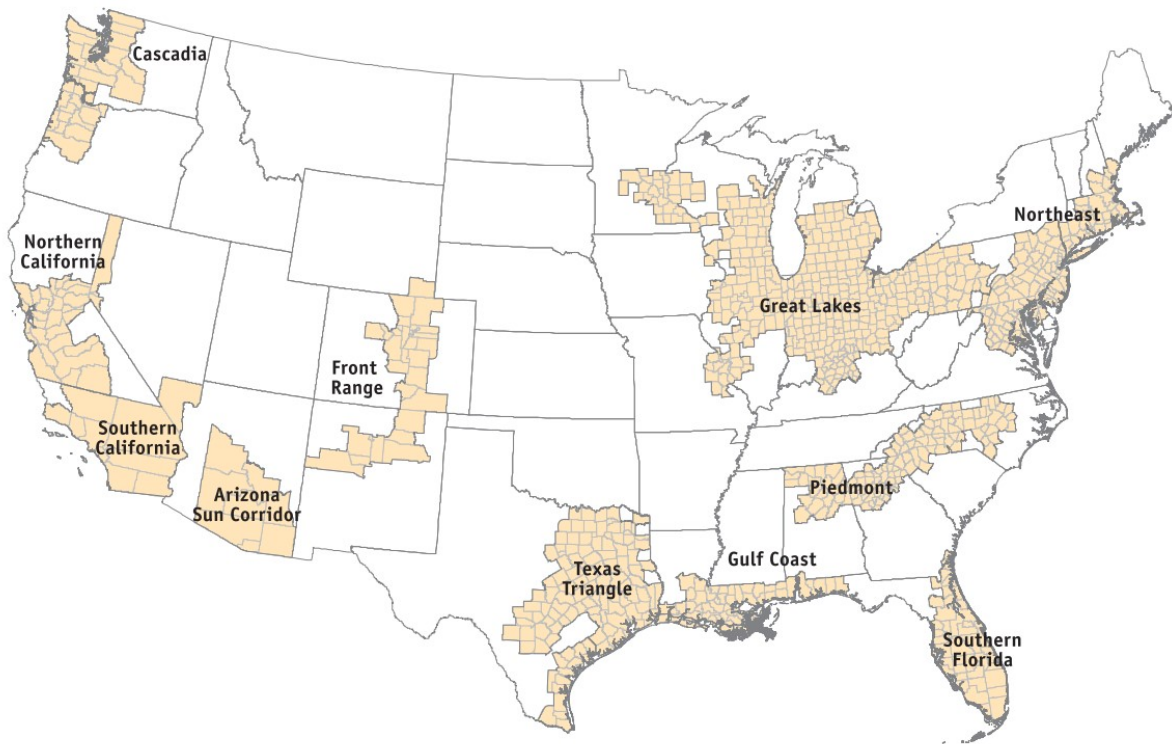 Cascadia
Northeast
Northern
California
Great Lakes
Front
Range
Southern
California
Arizona
Sun Corridor
Piedmont
Gulf Coast
Texas
Triangle
Southern
Florida